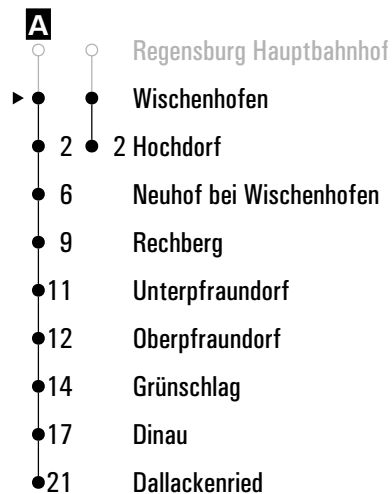 A
Regensburg Hauptbahnhof
Wischenhofen
2 2 Hochdorf
6 Neuhof bei Wischenhofen
9 Rechberg
11 Unterpfraundorf
12 Oberpfraundorf
14 Grünschlag
17 Dinau
21 Dallackenried